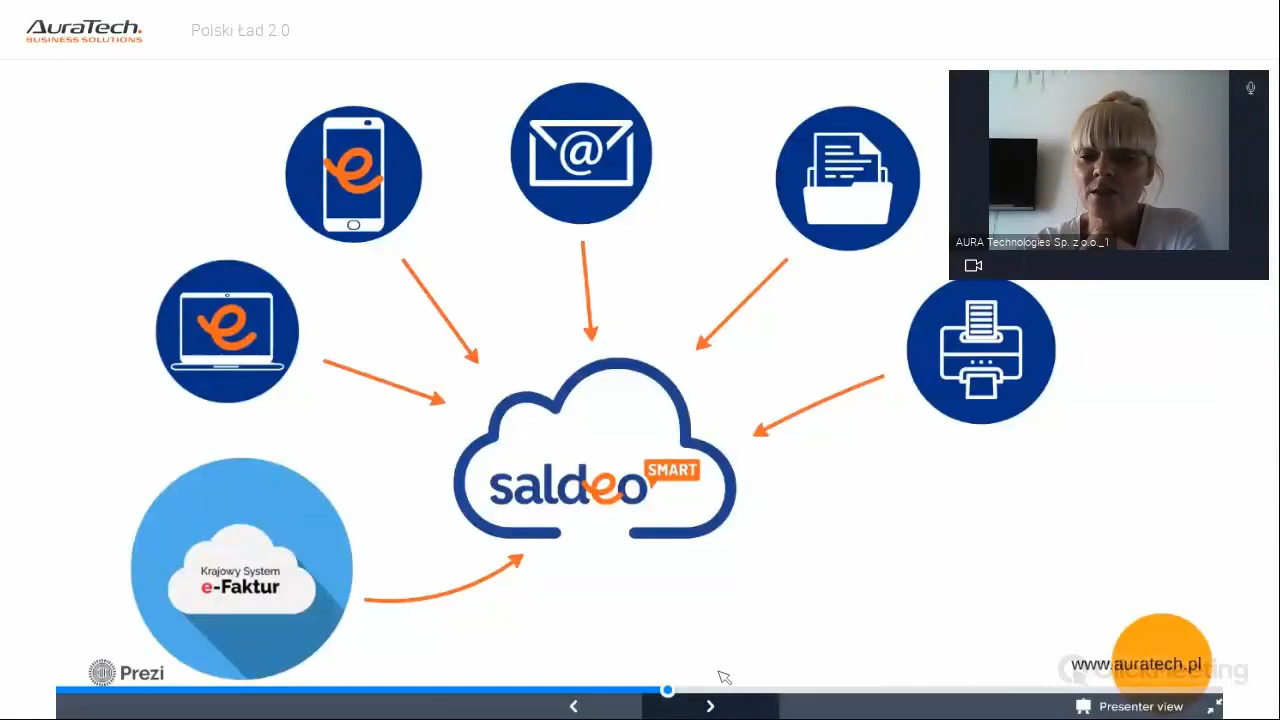 AURATECH.
BUSINESS SOLUTIONS
Polski Ład 2.0
e
@
AURA Technologies Sp. z o.o._1
e
saldeo SMART
Krajowy System
e-Faktur
Prezi
www.auratech.pl
ClickMeeting
Presenter view